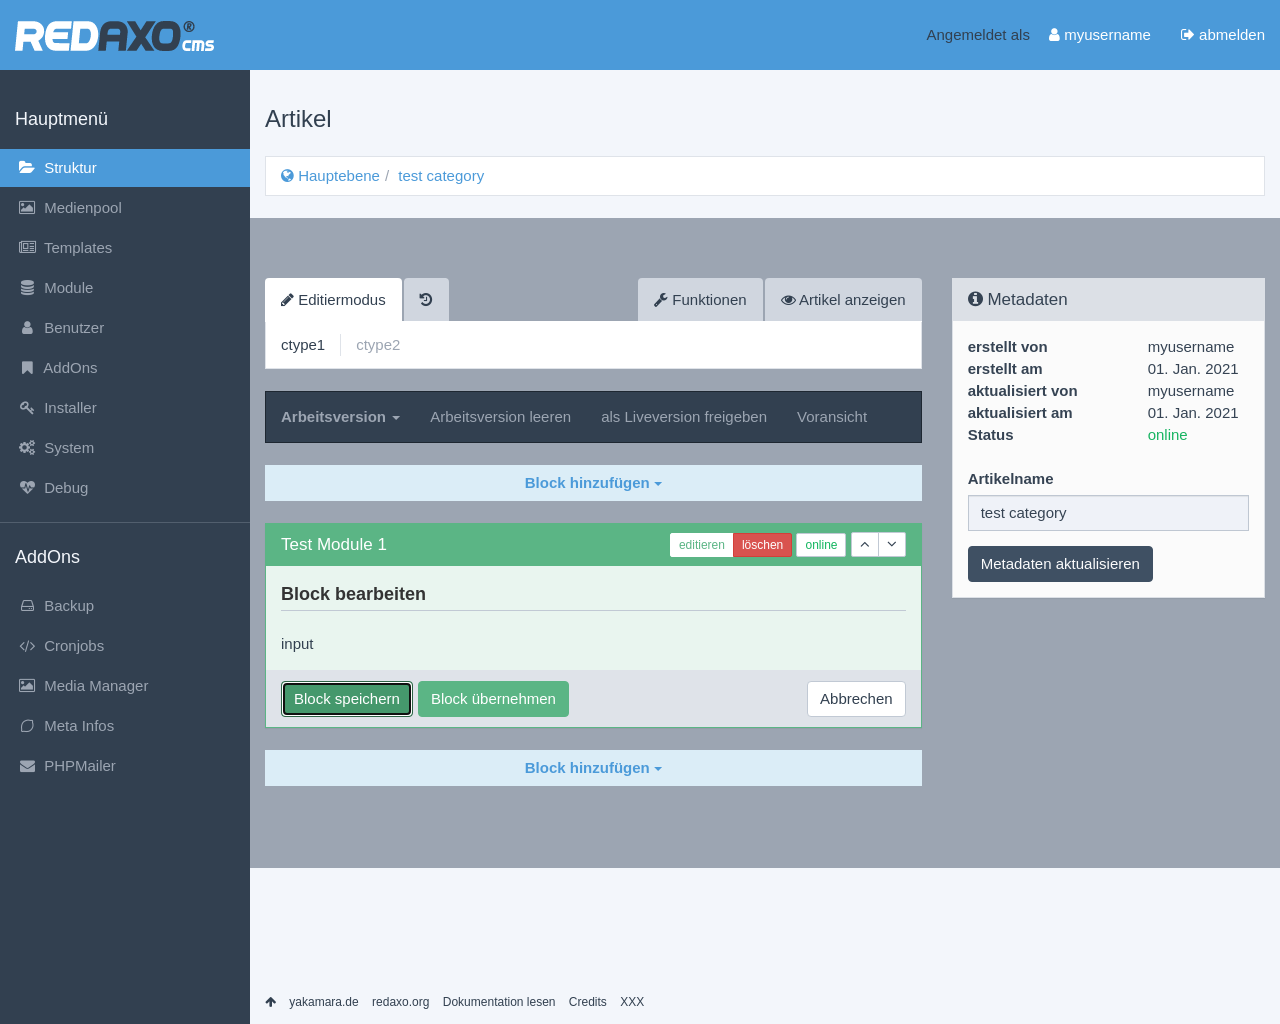 REDAXO® cms
Angemeldet als myusername abmelden
Hauptmenü
Struktur
Medienpool
Templates
Module
Benutzer
AddOns
Installer
System
Debug
AddOns
Backup
Cronjobs
Media Manager
Meta Infos
PHPMailer
Artikel
Hauptebene / test category
Editiermodus Funktionen Artikel anzeigen
ctype1 ctype2
Arbeitsversion Arbeitsversion leeren als Liveversion freigeben Voransicht
Block hinzufügen
Test Module 1 editieren löschen online
Block bearbeiten
input
Block speichern Block übernehmen Abbrechen
Block hinzufügen
Metadaten
erstellt von myusername
erstellt am 01. Jan. 2021
aktualisiert von myusername
aktualisiert am 01. Jan. 2021
Status online
Artikelname
test category
Metadaten aktualisieren
yakamara.de redaxo.org Dokumentation lesen Credits XXX